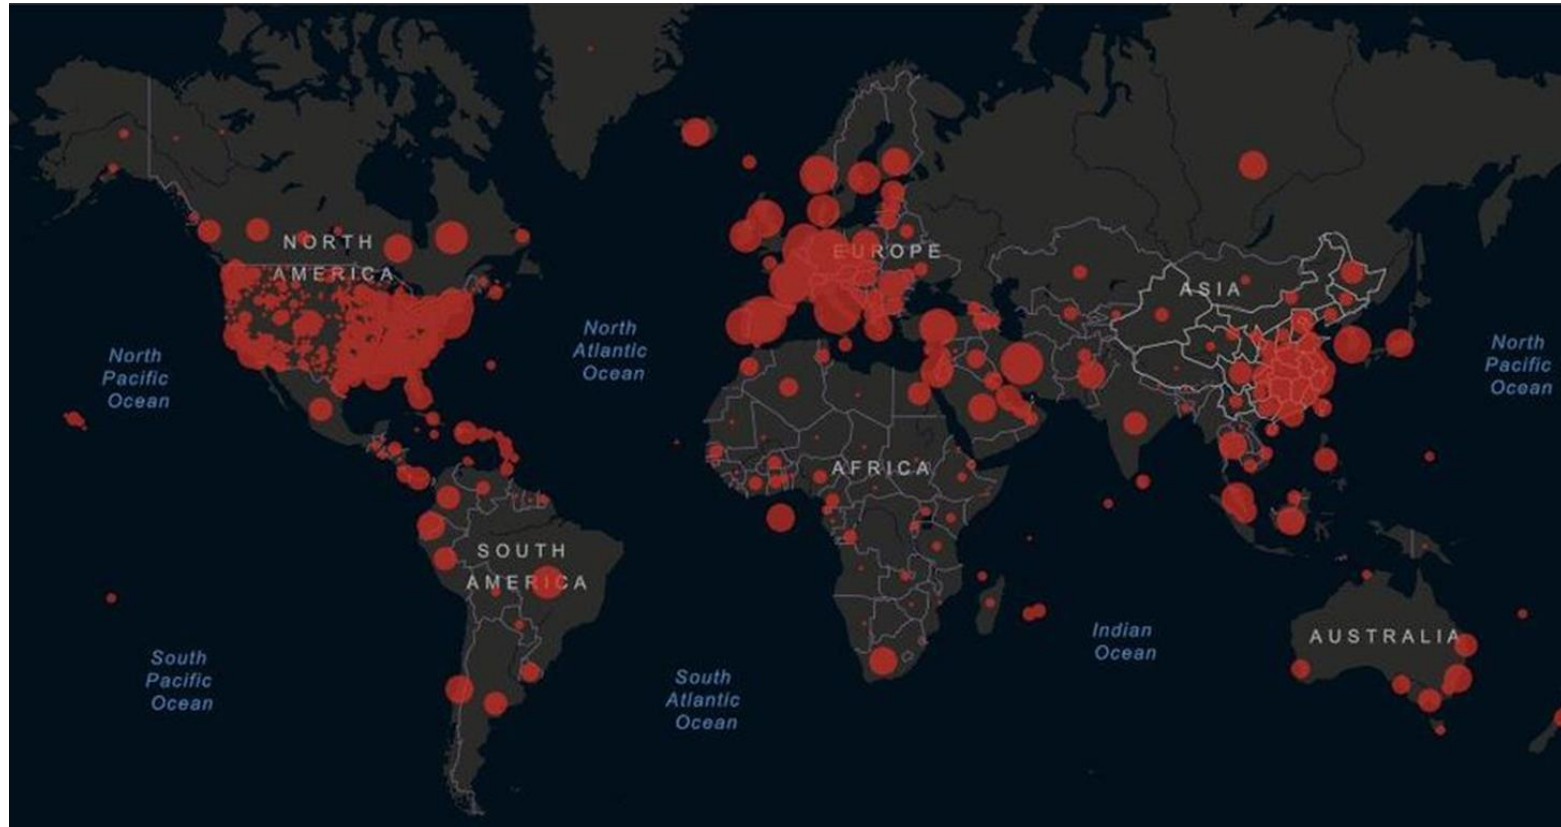 NORTH
AMERICA
EUROPE
ASIA
North
Atlantic
Ocean
North
Pacific
Ocean
North
Pacific
Ocean
AFRICA
SOUTH
AMERICA
AUSTRALIA
Indian
Ocean
South
Pacific
Ocean
South
Atlantic
Ocean